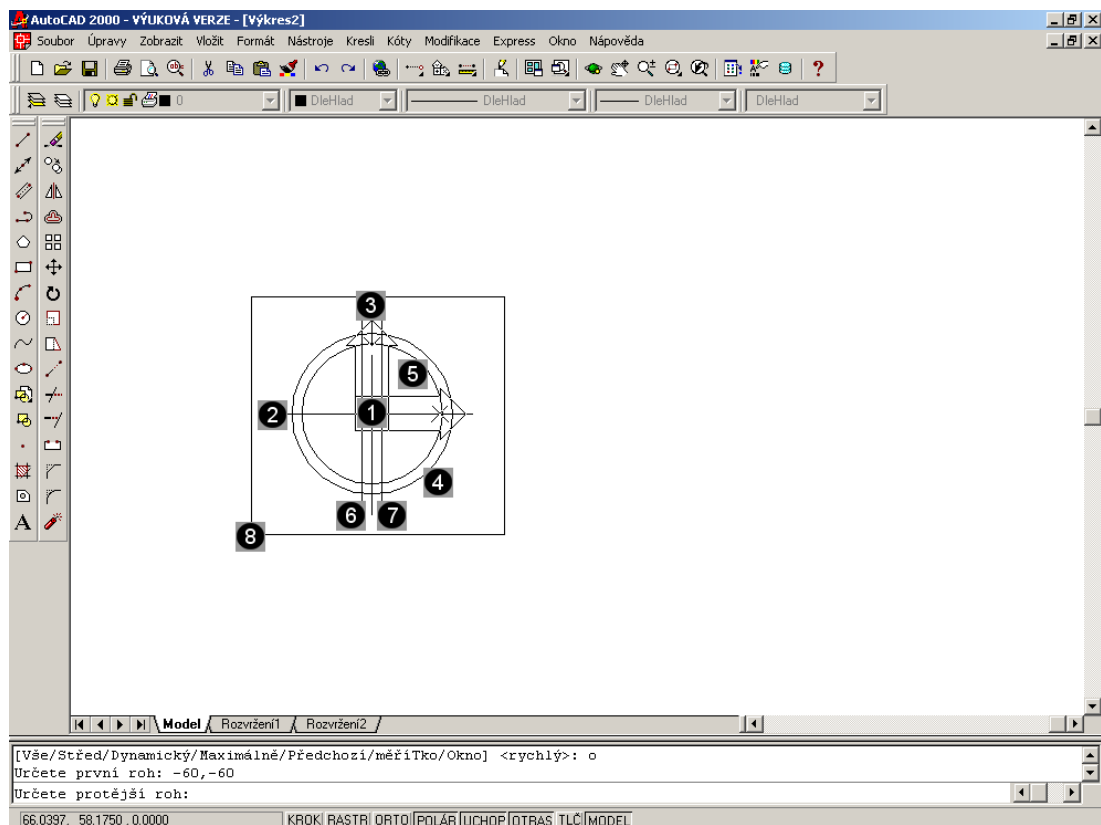 AutoCAD 2000 - VÝUKOVÁ VERZE - [Výkres2]
Soubor Úpravy Zobrazit Vložit Formát Nástroje Kresli Kóty Modifikace Express Okno Nápověda
0 DleHlad DleHlad DleHlad DleHlad
A
3
5
2 1
4
6 7
8
Model Rozvržení1 Rozvržení2
[Vše/Střed/Dynamický/Maximálně/Předchozí/měříTko/Okno] <rychlý>: o
Určete první roh: -60,-60
Určete protější roh:
66.0397, 58.1750 ,0.0000 KROK RASTR ORTO POLÁR UCHOP OTRAS TLČ MODEL